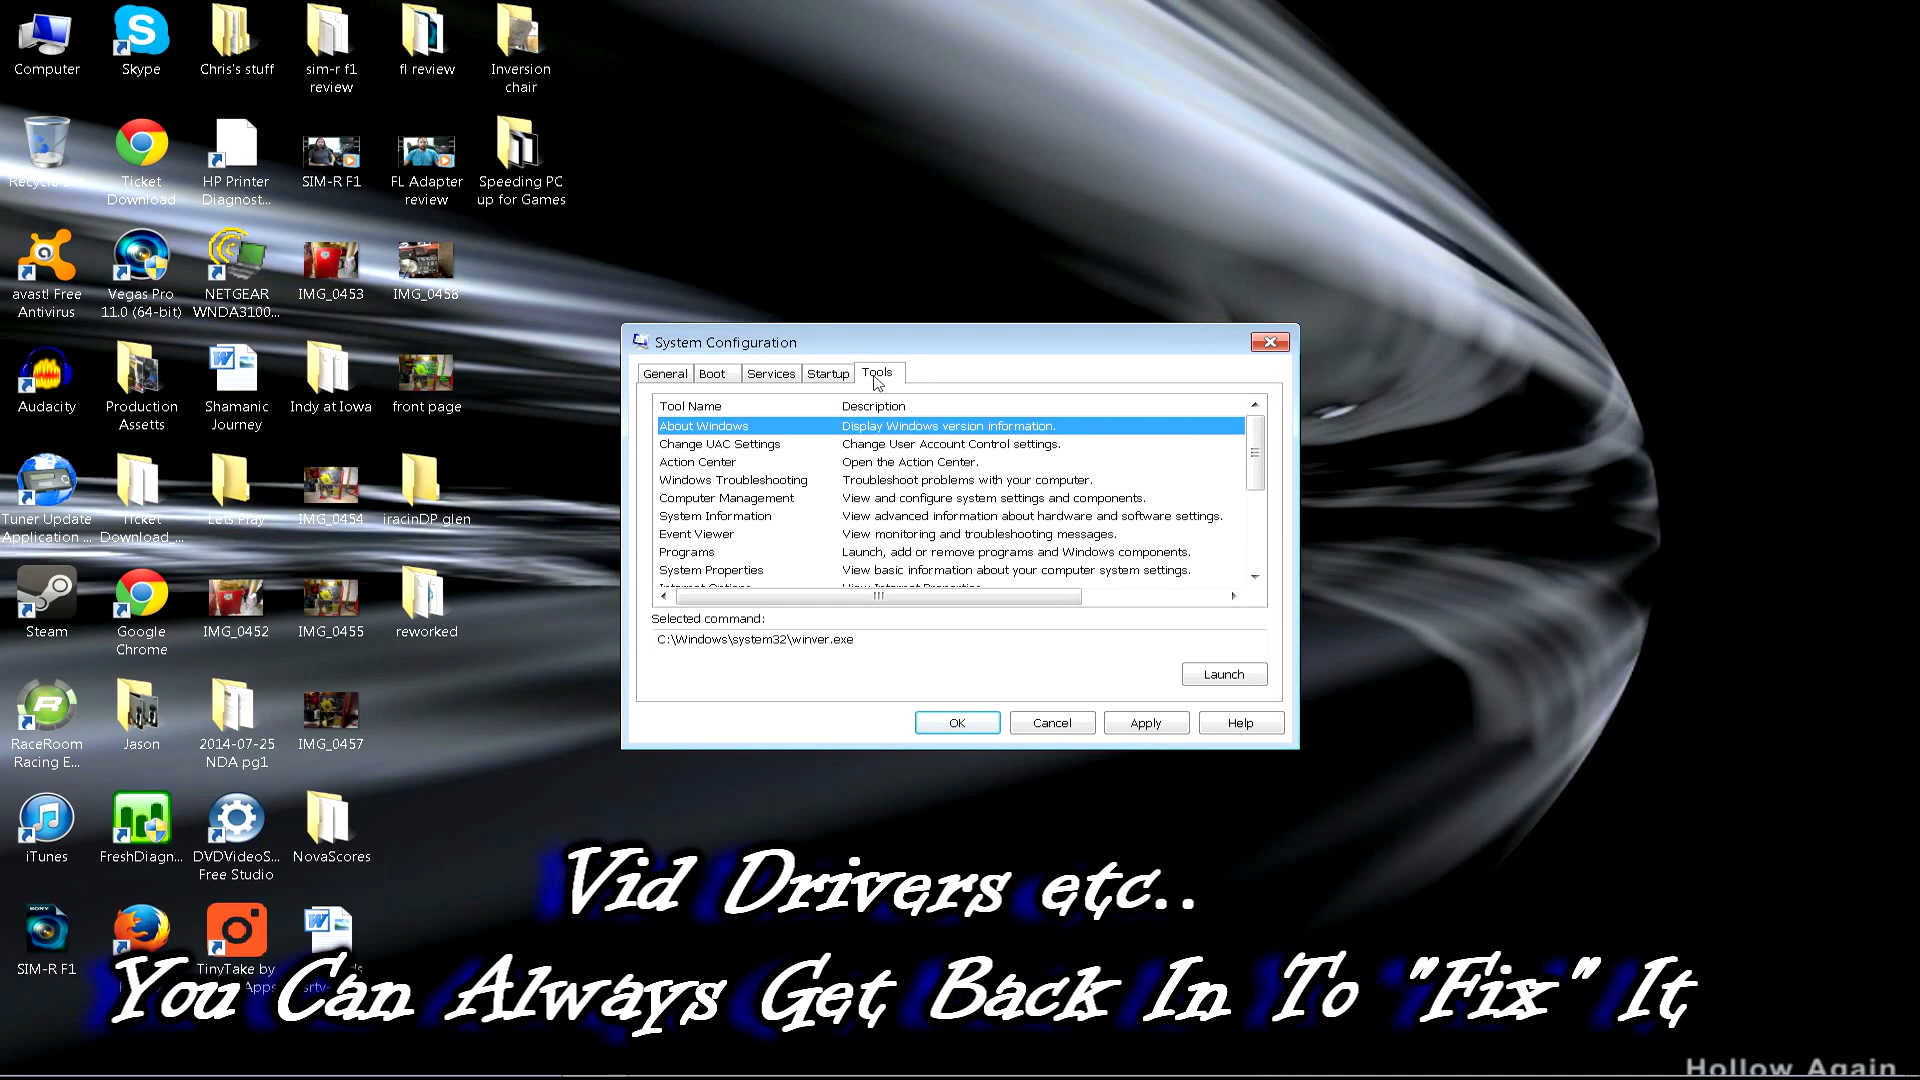 Computer
Skype
Chris's stuff
sim-r f1
review
fl review
Inversion
chair
Ticket
Download
HP Printer
Diagnost...
SIM-R F1
FL Adapter
review
Speeding PC
up for Games
avast! Free
Antivirus
Vegas Pro
11.0 (64-bit)
NETGEAR
WNDA3100...
IMG_0453
IMG_0458
Audacity
Production
Assetts
Shamanic
Journey
Indy at Iowa
front page
Tuner Update
Application ...
Ticket
Download_...
Lets Play
IMG_0454
iracinDP glen
Steam
Google
Chrome
IMG_0452
IMG_0455
reworked
RaceRoom
Racing E...
Jason
2014-07-25
NDA pg1
IMG_0457
iTunes
FreshDiagn...
DVDVideoS...
Free Studio
NovaScores
SONY
SIM-R F1
TinyTake by
System Configuration
General Boot Services Startup Tools
Tool Name Description
About Windows Display Windows version information.
Change UAC Settings Change User Account Control settings.
Action Center Open the Action Center.
Windows Troubleshooting Troubleshoot problems with your computer.
Computer Management View and configure system settings and components.
System Information View advanced information about hardware and software settings.
Event Viewer View monitoring and troubleshooting messages.
Programs Launch, add or remove programs and Windows components.
System Properties View basic information about your computer system settings.
Internet Options View Internet Properties
Selected command:
C:\Windows\system32\winver.exe
Launch
OK Cancel Apply Help
Vid Drivers etc..
You Can Always Get Back In To "Fix" It
Hollow Again